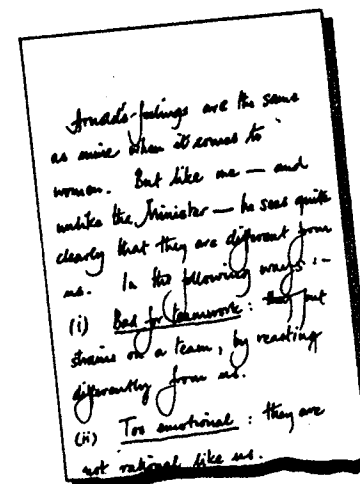 Arnold's feelings are the same
as mine when it comes to
women. But like me — and
unlike the Minister — he sees quite
clearly that they are different from
us. In the following ways :-
(i) Bad for teamwork : they put
strains on a team, by reacting
differently from us.
(ii) Too emotional : they are
not rational like us.